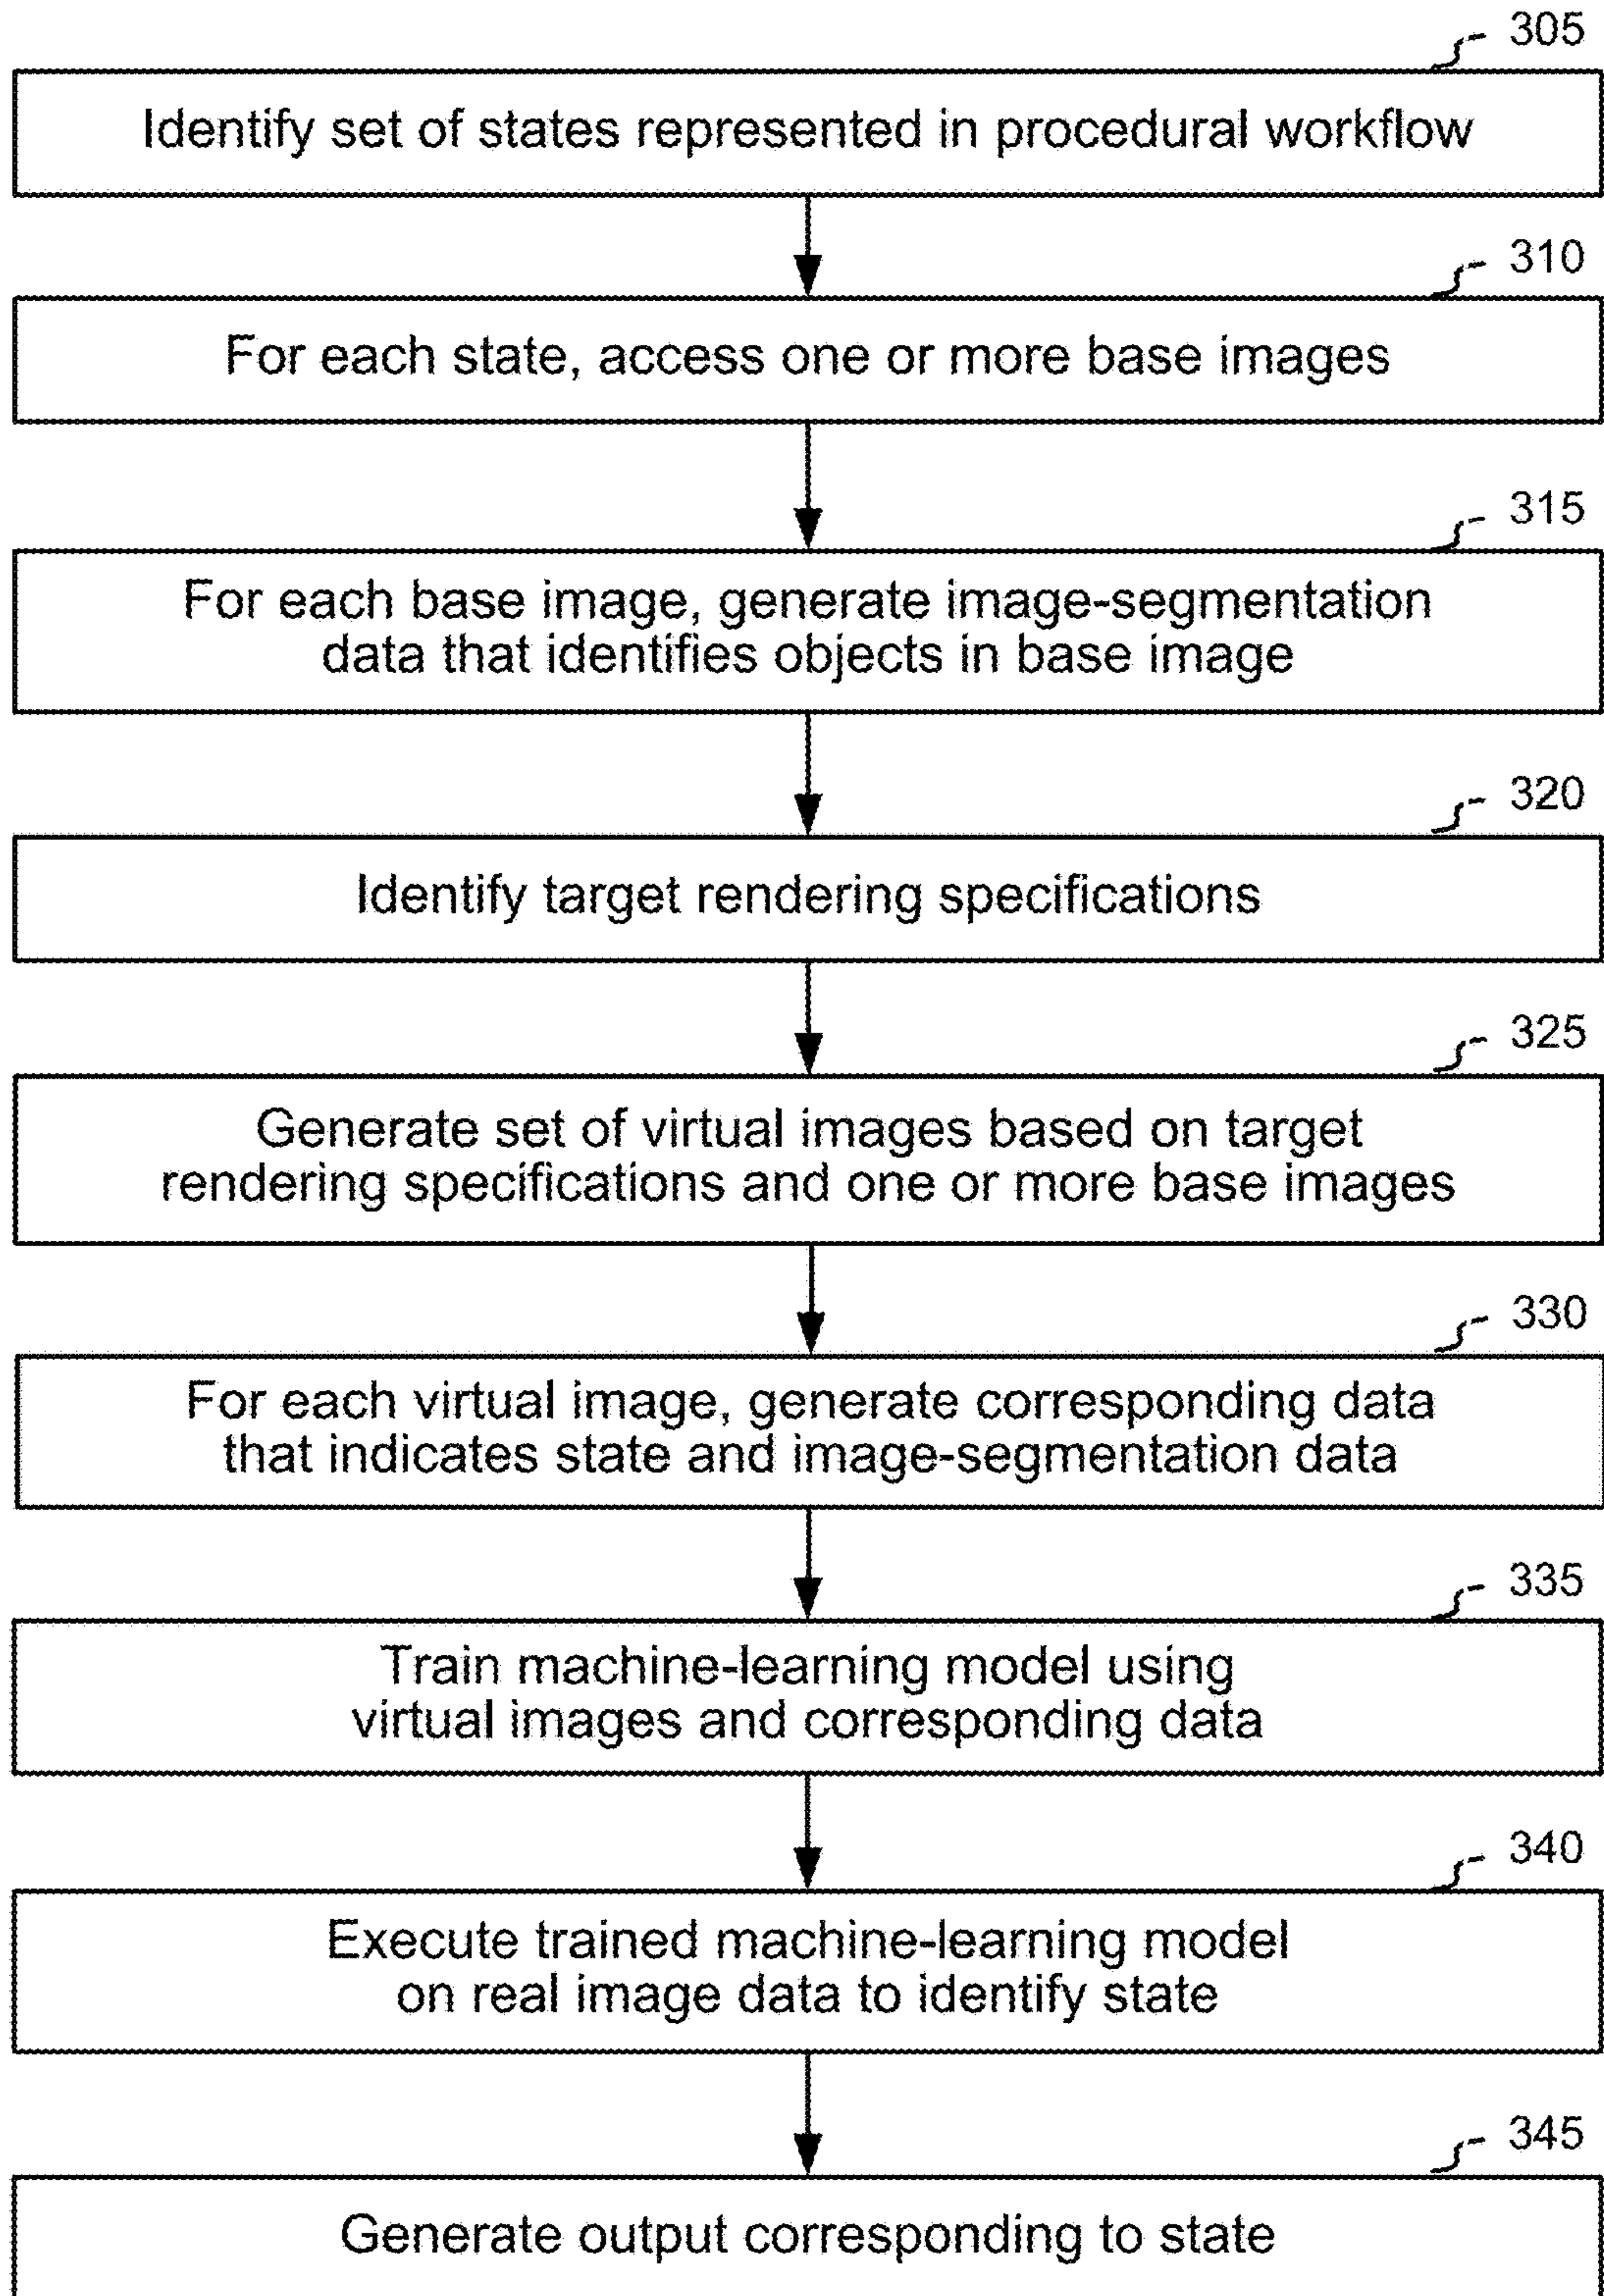 305
Identify set of states represented in procedural workflow
310
For each state, access one or more base images
315
For each base image, generate image-segmentation
data that identifies objects in base image
320
Identify target rendering specifications
325
Generate set of virtual images based on target
rendering specifications and one or more base images
330
For each virtual image, generate corresponding data
that indicates state and image-segmentation data
335
Train machine-learning model using
virtual images and corresponding data
340
Execute trained machine-learning model
on real image data to identify state
345
Generate output corresponding to state